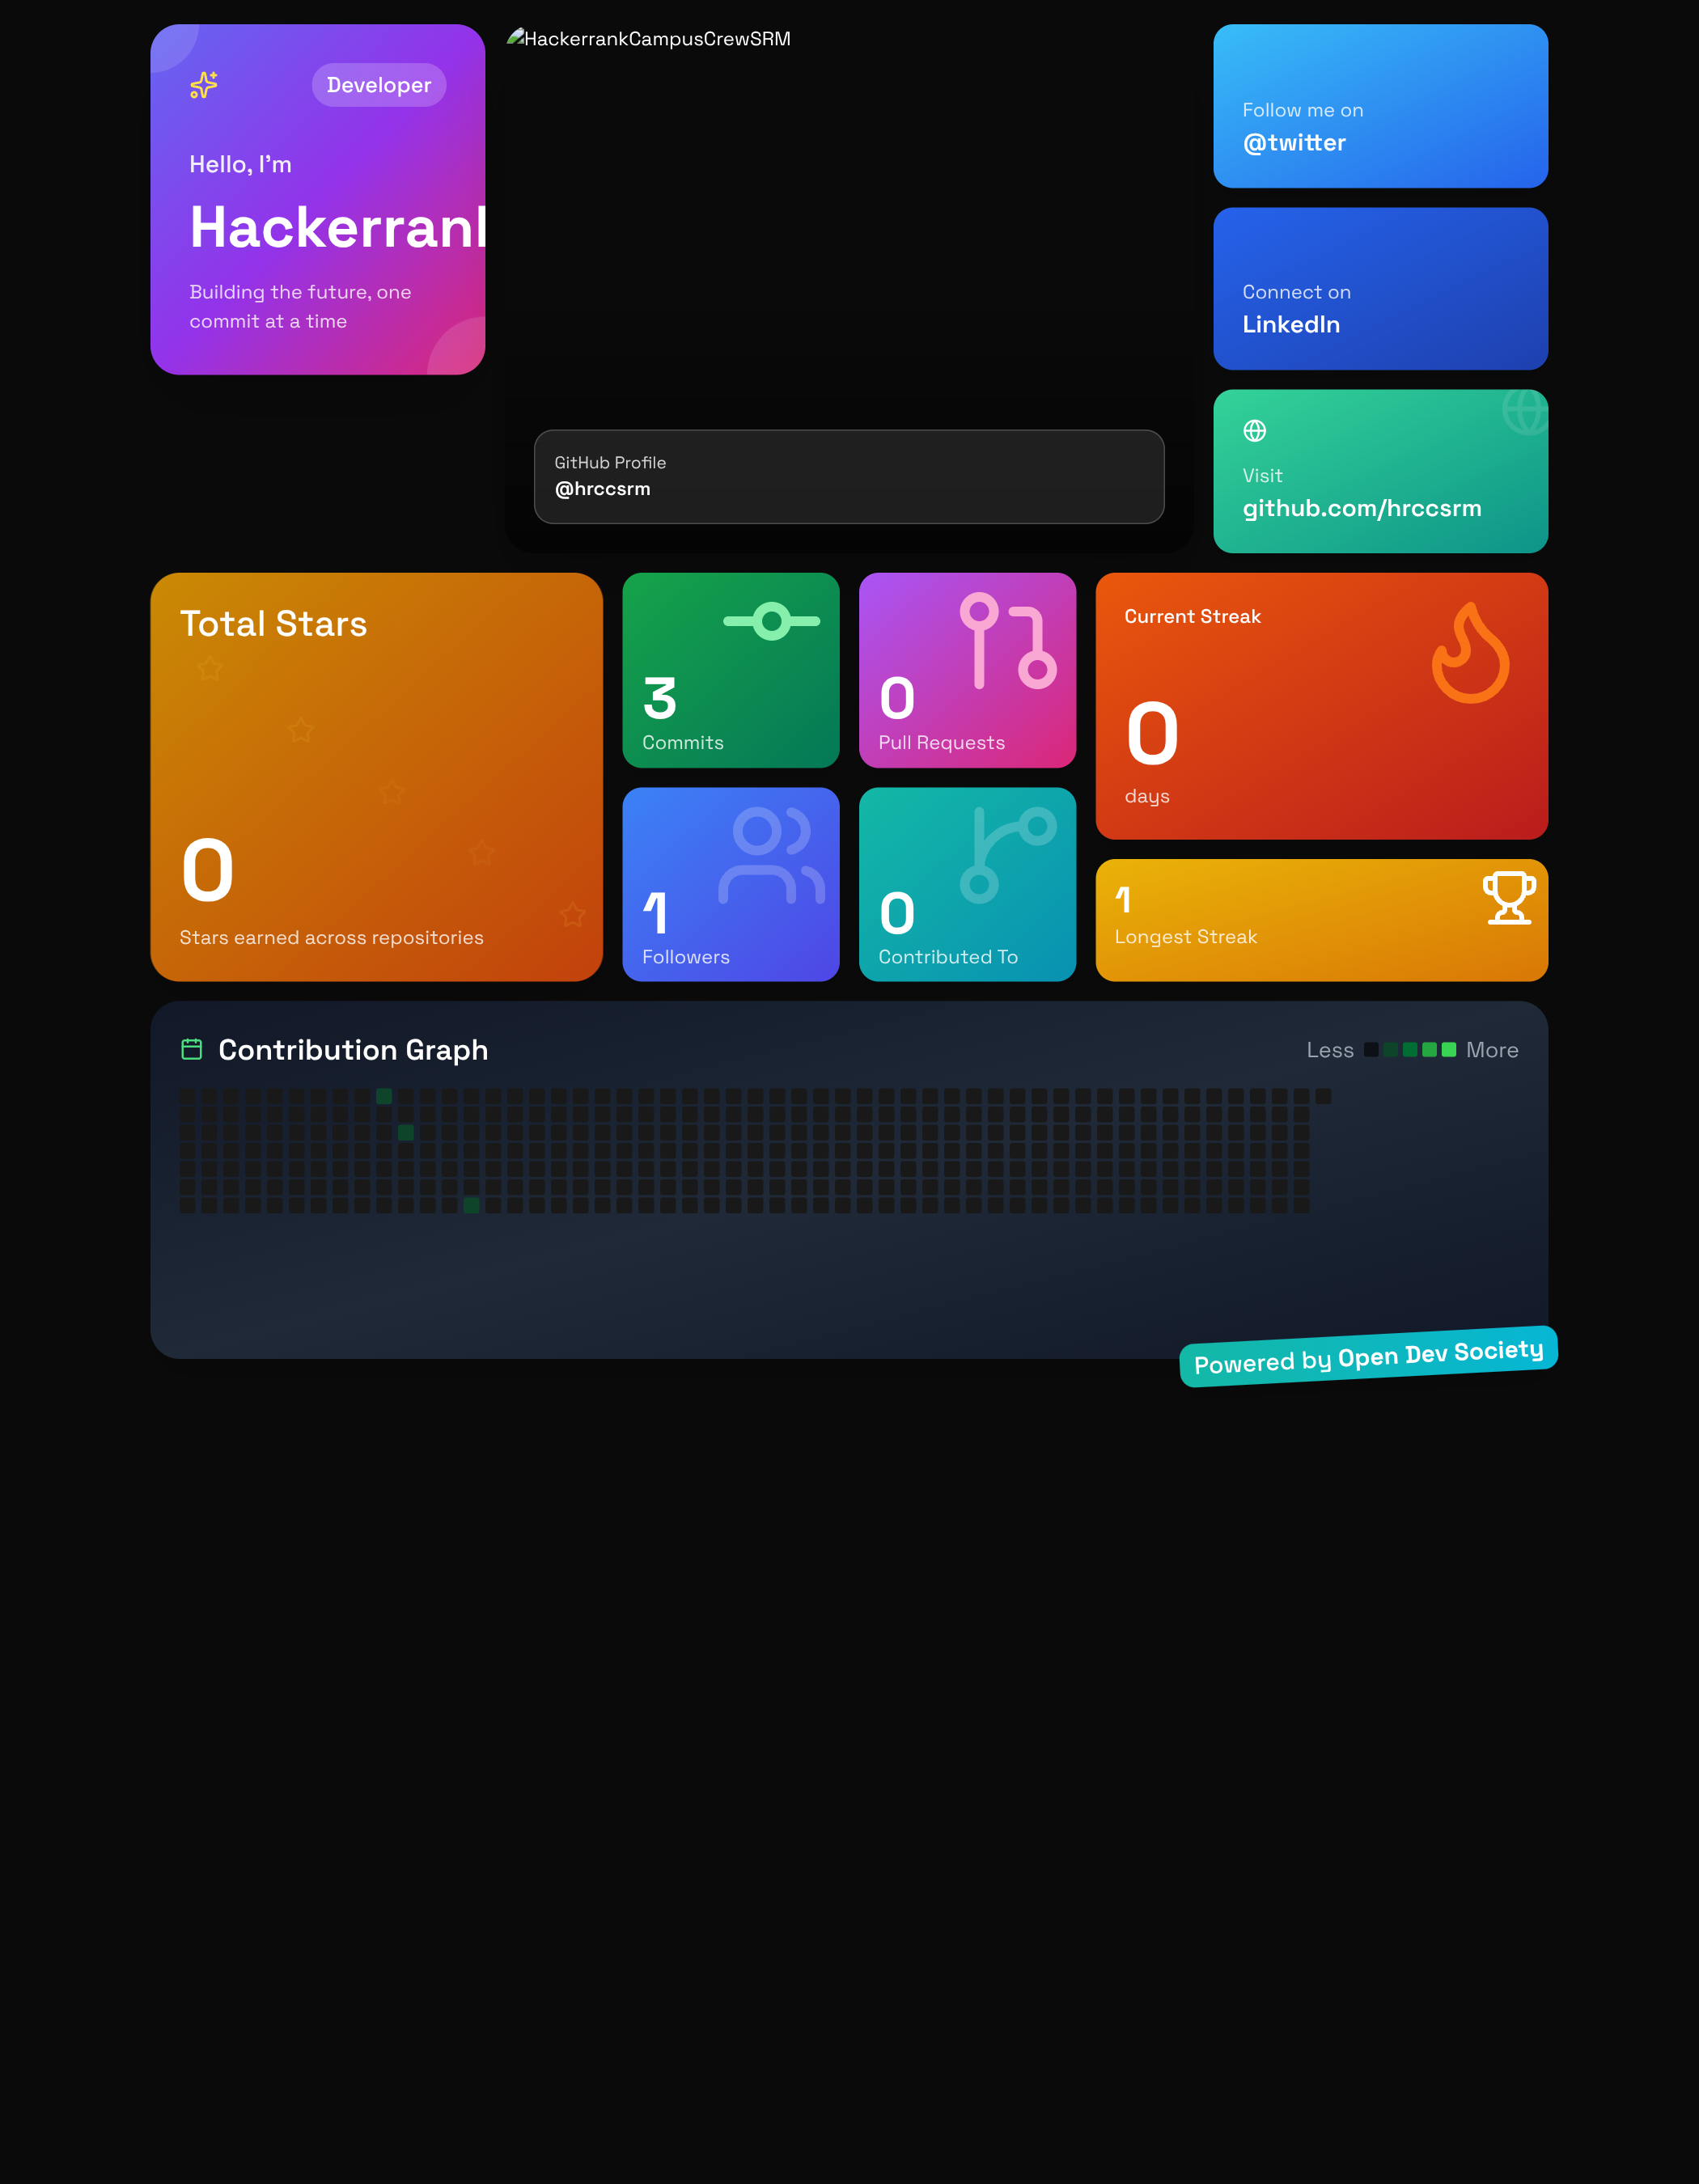 Developer
Hello, I'm
Hackerrank
Building the future, one
commit at a time
HackerrankCampusCrewSRM
GitHub Profile
@hrccsrm
Follow me on
@twitter
Connect on
LinkedIn
Visit
github.com/hrccsrm
Total Stars
0
Stars earned across repositories
3
Commits
0
Pull Requests
1
Followers
0
Contributed To
Current Streak
0
days
1
Longest Streak
Contribution Graph
Less
More
Powered by Open Dev Society